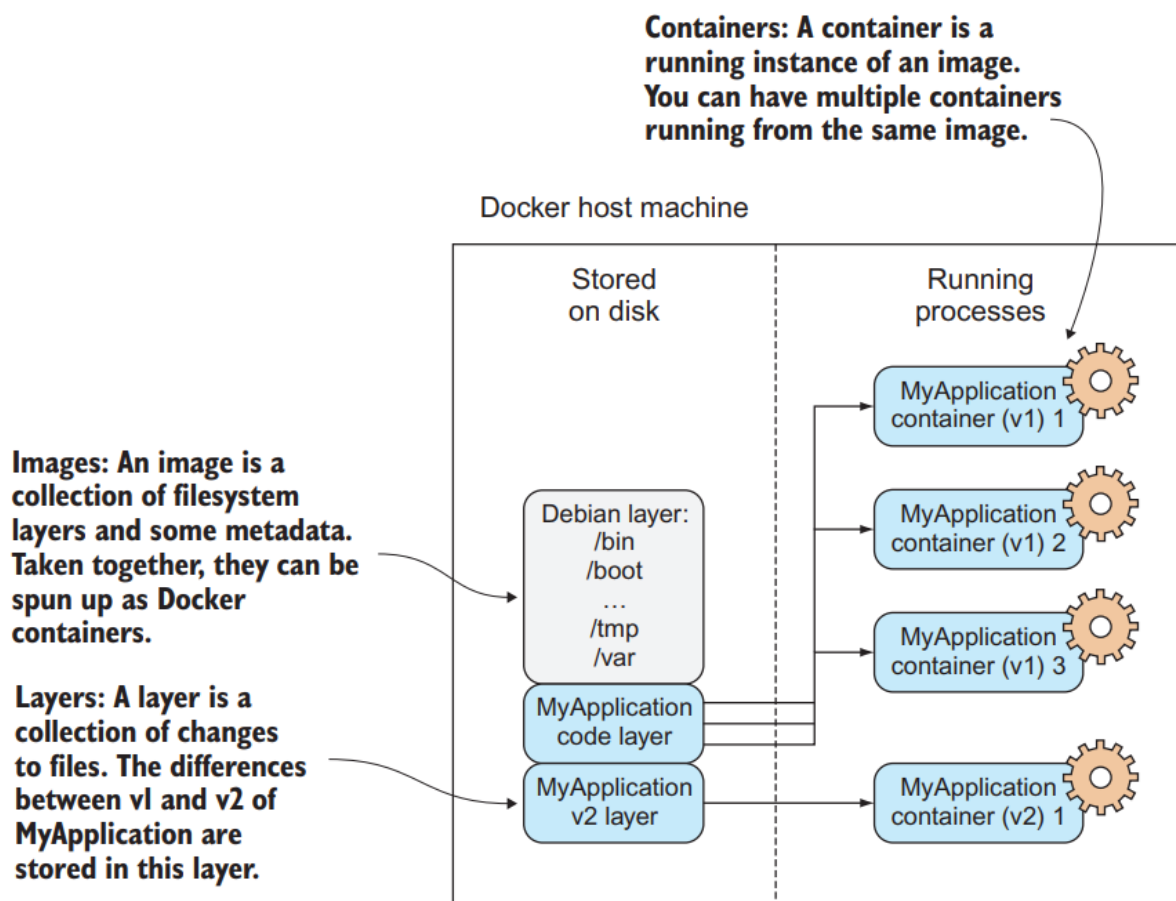 Containers: A container is a
running instance of an image.
You can have multiple containers
running from the same image.
Docker host machine
Stored
on disk
Running
processes
MyApplication
container (v1) 1
Images: An image is a
collection of filesystem
layers and some metadata.
Taken together, they can be
spun up as Docker
containers.
Debian layer:
/bin
/boot
...
/tmp
/var
MyApplication
container (v1) 2
MyApplication
container (v1) 3
Layers: A layer is a
collection of changes
to files. The differences
between v1 and v2 of
MyApplication are
stored in this layer.
MyApplication
code layer
MyApplication
v2 layer
MyApplication
container (v2) 1